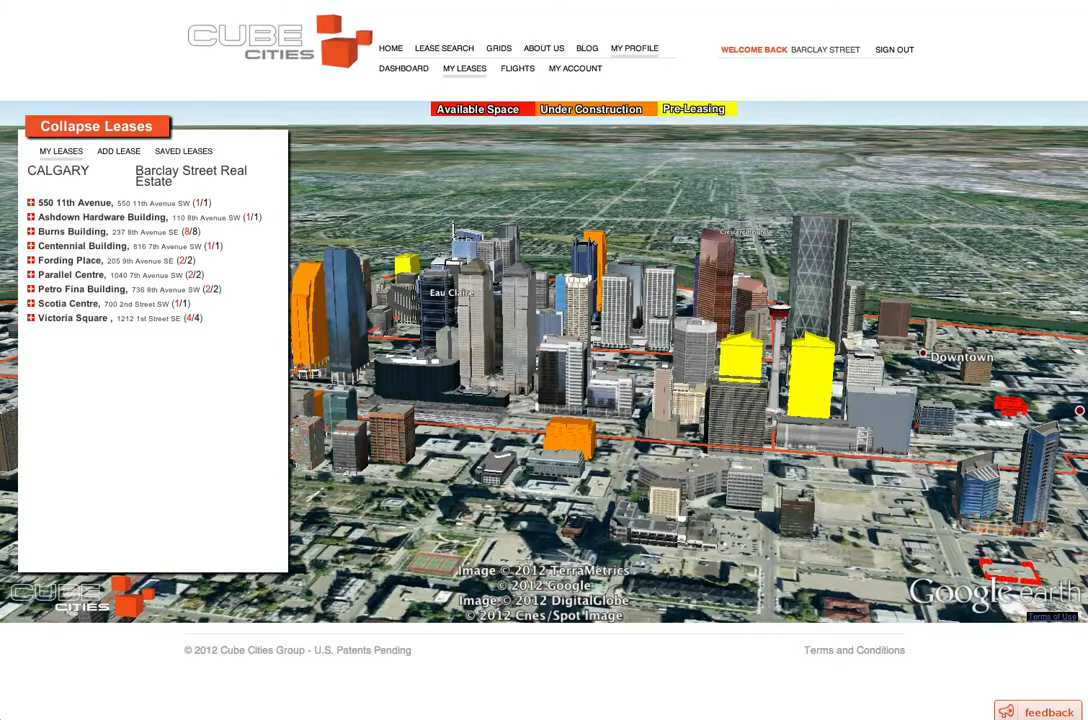 CUBE
CITIES
HOME LEASE SEARCH GRIDS ABOUT US BLOG MY PROFILE
WELCOME BACK BARCLAY STREET SIGN OUT
DASHBOARD MY LEASES FLIGHTS MY ACCOUNT
Available Space Under Construction Pre-Leasing
Collapse Leases
MY LEASES ADD LEASE SAVED LEASES
CALGARY Barclay Street Real
Estate
550 11th Avenue, 550 11th Avenue SW (1/1)
Ashdown Hardware Building, 110 8th Avenue SW (1/1)
Burns Building, 237 8th Avenue SE (8/8)
Centennial Building, 816 7th Avenue SW (1/1)
Fording Place, 205 9th Avenue SE (2/2)
Parallel Centre, 1040 7th Avenue SW (2/2)
Petro Fina Building, 736 8th Avenue SW (2/2)
Scotia Centre, 700 2nd Street SW (1/1)
Victoria Square , 1212 1st Street SE (4/4)
Eau Claire
Downtown
Image © 2012 TerraMetrics
© 2012 Google
Image © 2012 DigitalGlobe
© 2012 Cnes/Spot Image
CUBE
CITIES
Google earth
Terms of Use
© 2012 Cube Cities Group - U.S. Patents Pending
Terms and Conditions
feedback